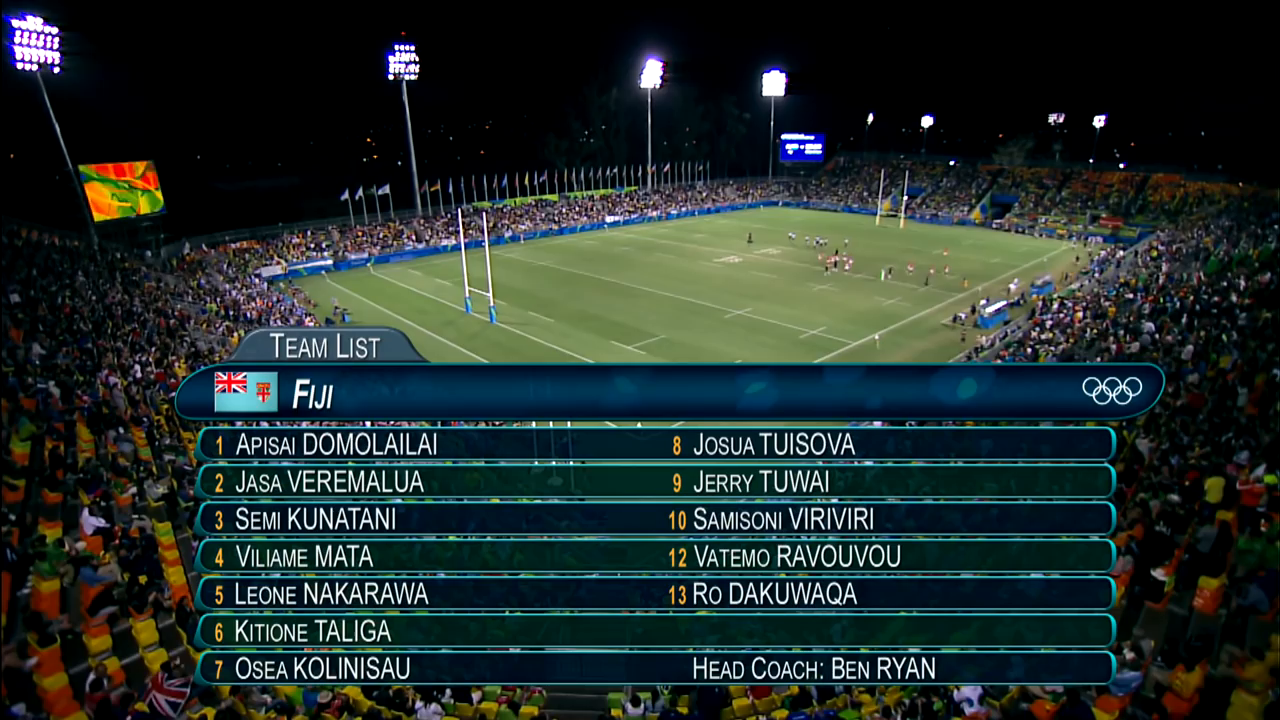 TEAM LIST
FIJI
1 APISAI DOMOLAILAI
2 JASA VEREMALUA
3 SEMI KUNATANI
4 VILIAME MATA
5 LEONE NAKARAWA
6 KITIONE TALIGA
7 OSEA KOLINISAU
8 JOSUA TUISOVA
9 JERRY TUWAI
10 SAMISONI VIRIVIRI
12 VATEMO RAVOUVOU
13 RO DAKUWAQA
HEAD COACH: BEN RYAN